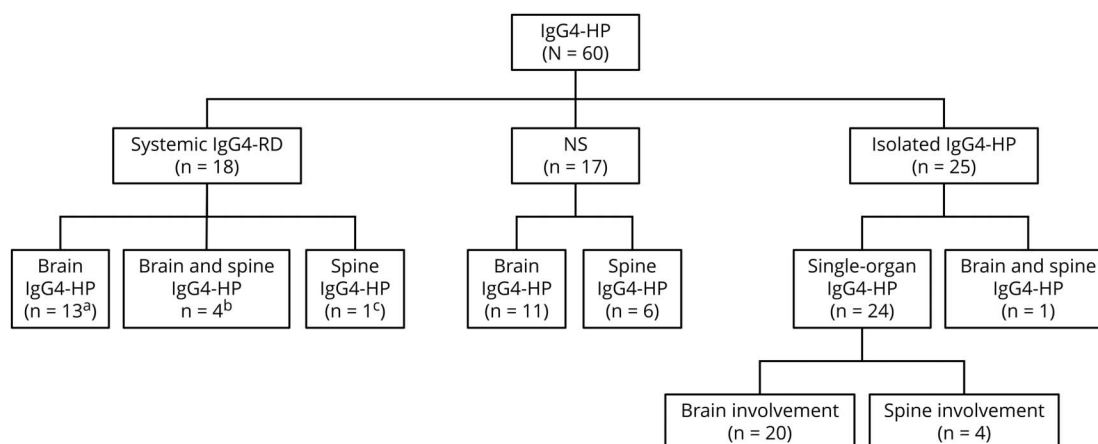 IgG4-HP
(N = 60)
Systemic IgG4-RD
(n = 18)
NS
(n = 17)
Isolated IgG4-HP
(n = 25)
Brain
IgG4-HP
(n = 13ᵃ)
Brain and spine
IgG4-HP
n = 4ᵇ
Spine
IgG4-HP
(n = 1ᶜ)
Brain
IgG4-HP
(n = 11)
Spine
IgG4-HP
(n = 6)
Single-organ
IgG4-HP
(n = 24)
Brain and spine
IgG4-HP
(n = 1)
Brain involvement
(n = 20)
Spine involvement
(n = 4)